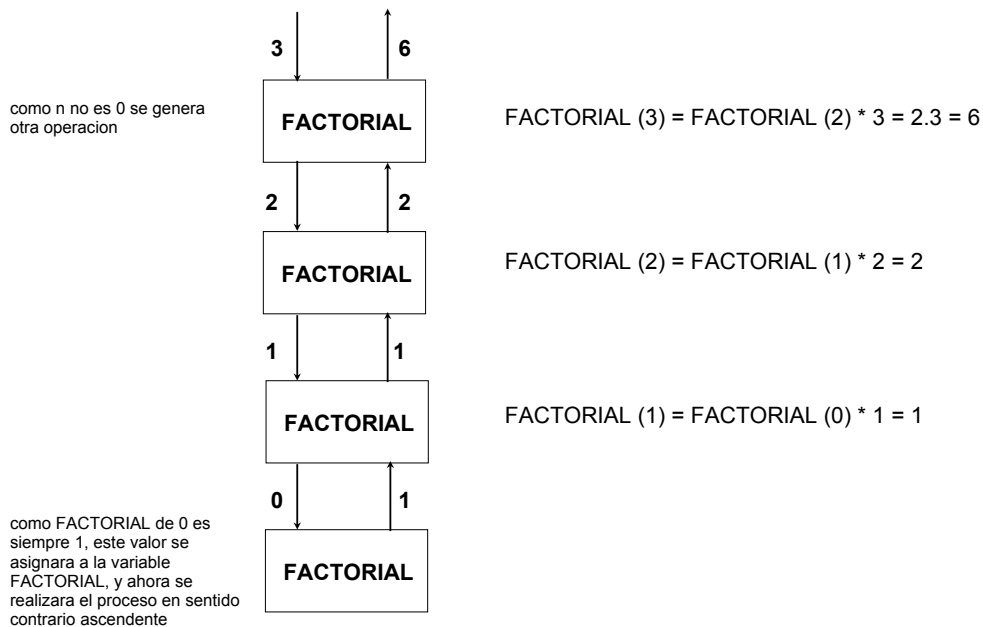 3
6
como n no es 0 se genera
otra operacion
FACTORIAL
FACTORIAL (3) = FACTORIAL (2) * 3 = 2.3 = 6
2
2
FACTORIAL
FACTORIAL (2) = FACTORIAL (1) * 2 = 2
1
1
FACTORIAL
FACTORIAL (1) = FACTORIAL (0) * 1 = 1
0
1
como FACTORIAL de 0 es
siempre 1, este valor se
asignara a la variable
FACTORIAL, y ahora se
realizara el proceso en sentido
contrario ascendente
FACTORIAL